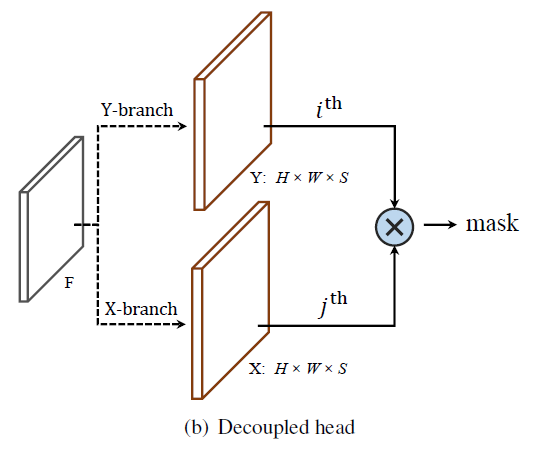 Y-branch
i^th
Y: H × W × S
mask
F
X-branch
j^th
X: H × W × S
(b) Decoupled head